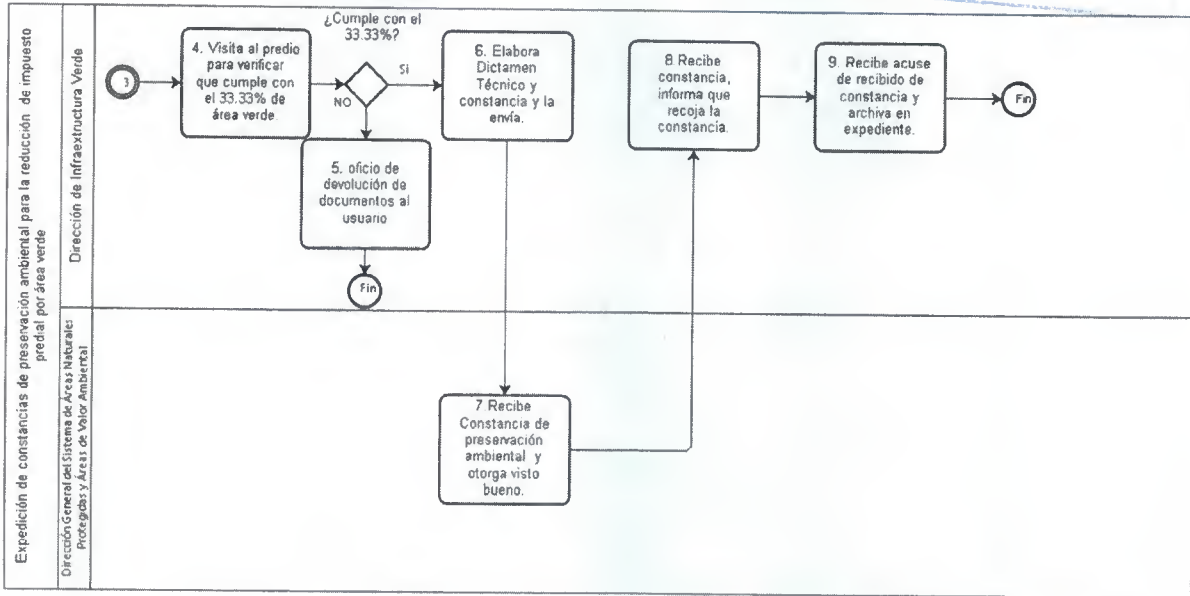 Expedición de constancias de preservación ambiental para la reducción de impuesto
predial por área verde
Dirección de Infraextructura Verde
3
4. Visita al predio
para verificar
que cumple con
el 33.33% de
área verde.
¿Cumple con el
33.33%?
SI
NO
5. oficio de
devolución de
documentos al
usuario
Fin
6. Elabora
Dictamen
Técnico y
constancia y la
envía.
8 Recibe
constancia,
informa que
recoja la
constancia.
9. Recibe acuse
de recibido de
constancia y
archiva en
expediente.
Fin
Dirección General del Sistema de Áreas Naturales
Protegidas y Áreas de Valor Ambiental
7 Recibe
Constancia de
preservación
ambiental y
otorga visto
bueno.